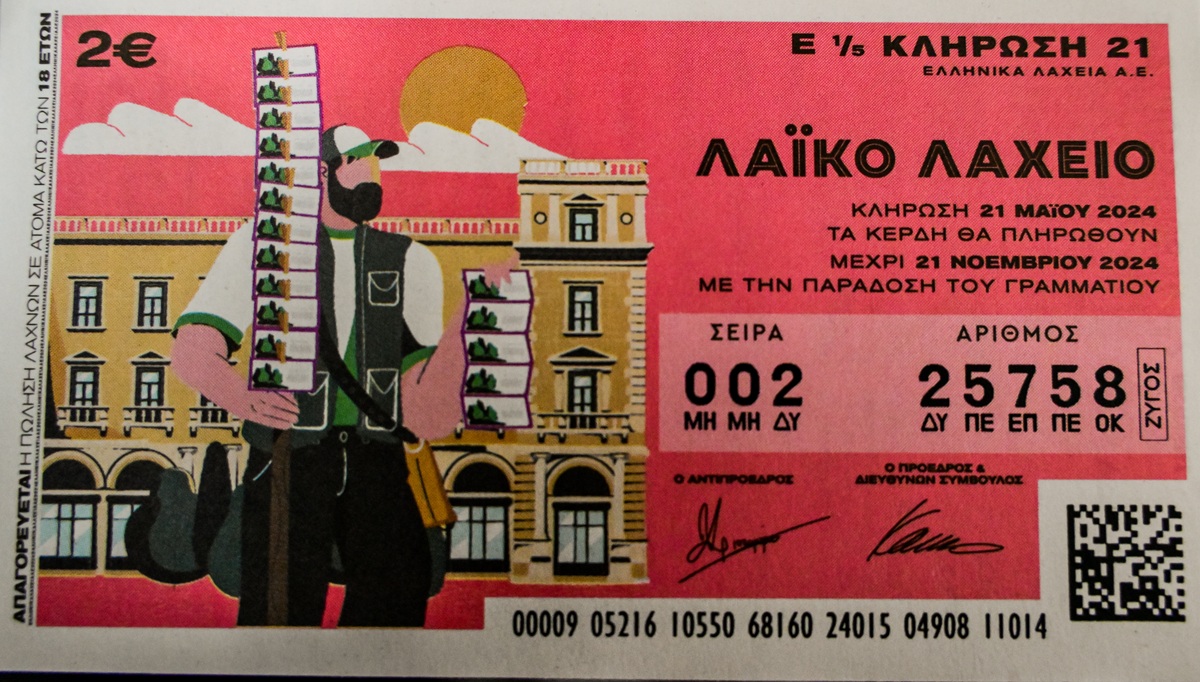 2€
Ε 1/5 ΚΛΗΡΩΣΗ 21
ΕΛΛΗΝΙΚΑ ΛΑΧΕΙΑ Α.Ε.
ΛΑΪΚΟ ΛΑΧΕΙΟ
ΚΛΗΡΩΣΗ 21 ΜΑΪΟΥ 2024
ΤΑ ΚΕΡΔΗ ΘΑ ΠΛΗΡΩΘΟΥΝ
ΜΕΧΡΙ 21 ΝΟΕΜΒΡΙΟΥ 2024
ΜΕ ΤΗΝ ΠΑΡΑΔΟΣΗ ΤΟΥ ΓΡΑΜΜΑΤΙΟΥ
ΣΕΙΡΑ ΑΡΙΘΜΟΣ
002 25758 ΖΥΓΟΣ
ΜΗ ΜΗ ΔΥ ΔΥ ΠΕ ΕΠ ΠΕ ΟΚ
Ο ΑΝΤΙΠΡΟΕΔΡΟΣ
Ο ΠΡΟΕΔΡΟΣ &
ΔΙΕΥΘΥΝΩΝ ΣΥΜΒΟΥΛΟΣ
00009 05216 10550 68160 24015 04908 11014
ΑΠΑΓΟΡΕΥΕΤΑΙ Η ΠΩΛΗΣΗ ΛΑΧΝΩΝ ΣΕ ΑΤΟΜΑ ΚΑΤΩ ΤΩΝ 18 ΕΤΩΝ